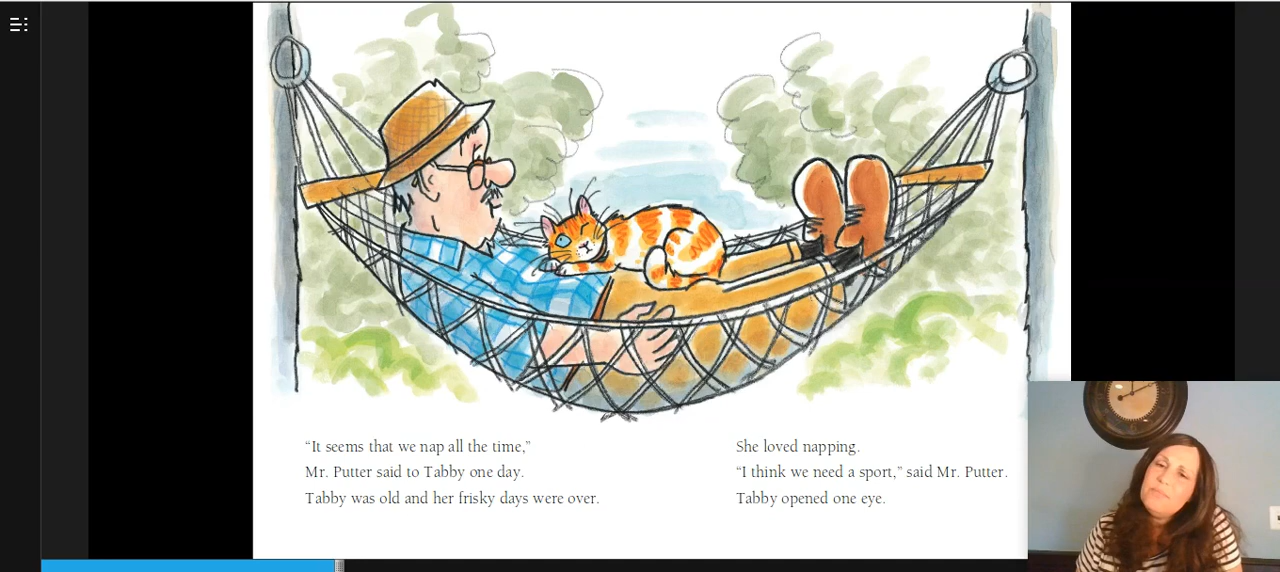 “It seems that we nap all the time,”
Mr. Putter said to Tabby one day.
Tabby was old and her frisky days were over.
She loved napping.
“I think we need a sport,” said Mr. Putter.
Tabby opened one eye.